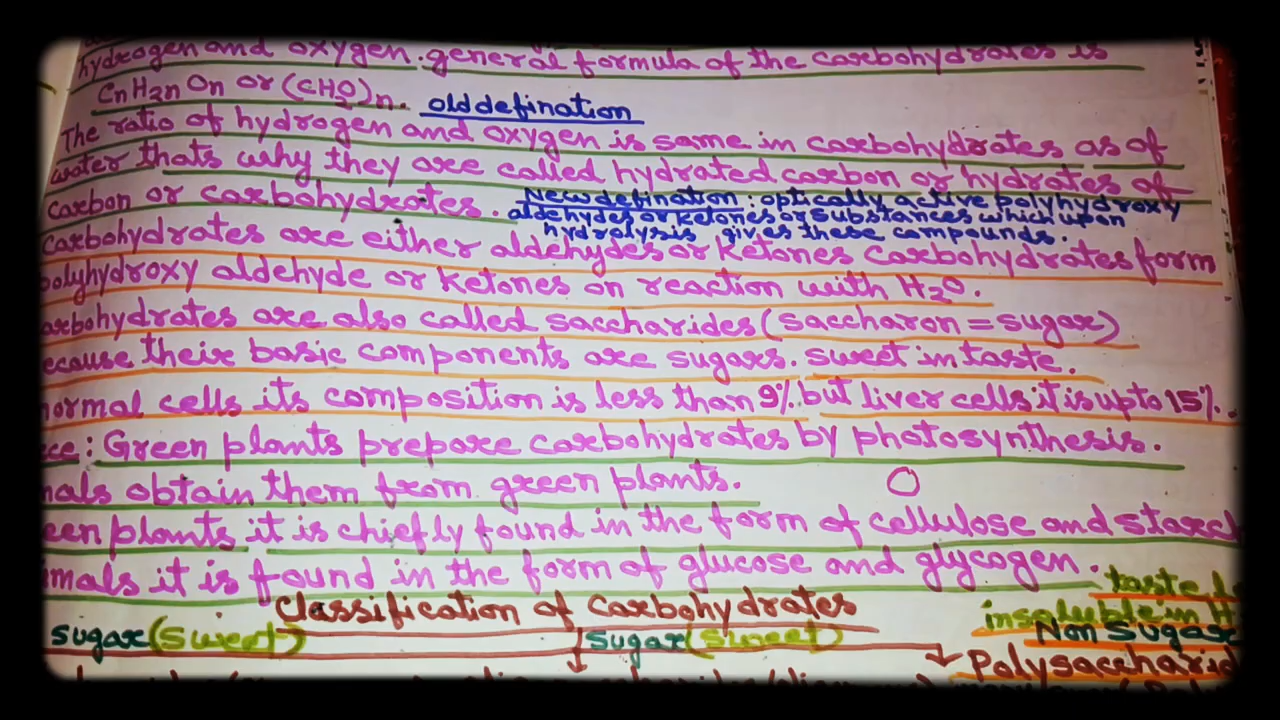 hydrogen and oxygen. general formula of the carbohydrates is
CnH2n On or (CH2O)n. old defination
The ratio of hydrogen and oxygen is same in carbohydrates as of
water thats why they are called hydrated carbon or hydrates of
carbon or carbohydrates.
New defination: optically active polyhydroxy
aldehydes or ketones or substances which upon
hydrolysis gives these compounds.
carbohydrates are either aldehydes or ketones carbohydrates form
polyhydroxy aldehyde or ketones on reaction with H2O.
arbohydrates are also called saccharides (saccharon = sugar)
ecause their basic components are sugars. sweet in taste.
normal cells its composition is less than 9% but liver cells it is upto 15%.
ce: Green plants prepare carbohydrates by photosynthesis.
mals obtain them from green plants.
een plants it is chiefly found in the form of cellulose and starch
imals it is found in the form of glucose and glycogen.
Classification of Carbohydrates
taste
insoluble in H
sugar (sweet) sugar (sweet) Non Sugar
Polysaccharid